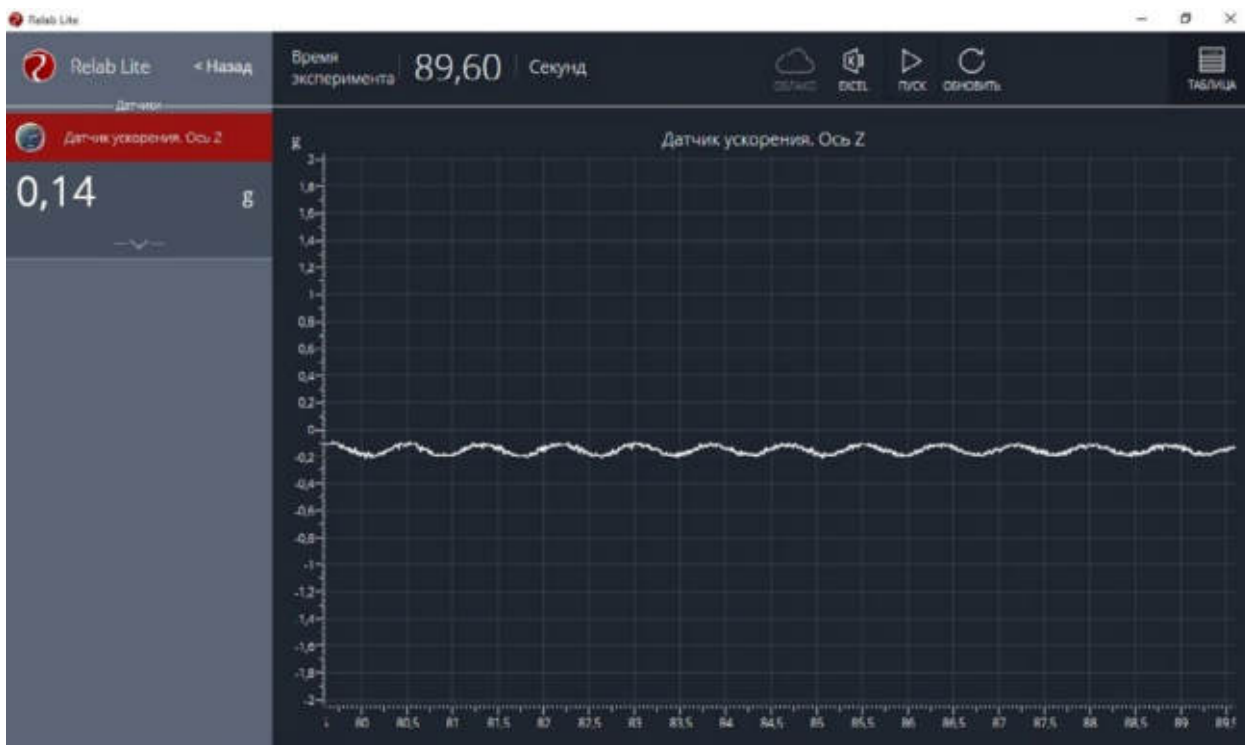 Relab Lite
Relab Lite
< Назад
Время
эксперимента
89,60
Секунд
ОБЛАКО
EXCEL
ПУСК
ОБНОВИТЬ
ТАБЛИЦА
Датчики
Датчик ускорения. Ось Z
0,14
g
Датчик ускорения. Ось Z
g
2
1,8
1,6
1,4
1,2
1
0,8
0,6
0,4
0,2
0
-0,2
-0,4
-0,6
-0,8
-1
-1,2
-1,4
-1,6
-1,8
-2
80 80,5 81 81,5 82 82,5 83 83,5 84 84,5 85 85,5 86 86,5 87 87,5 88 88,5 89 89,5